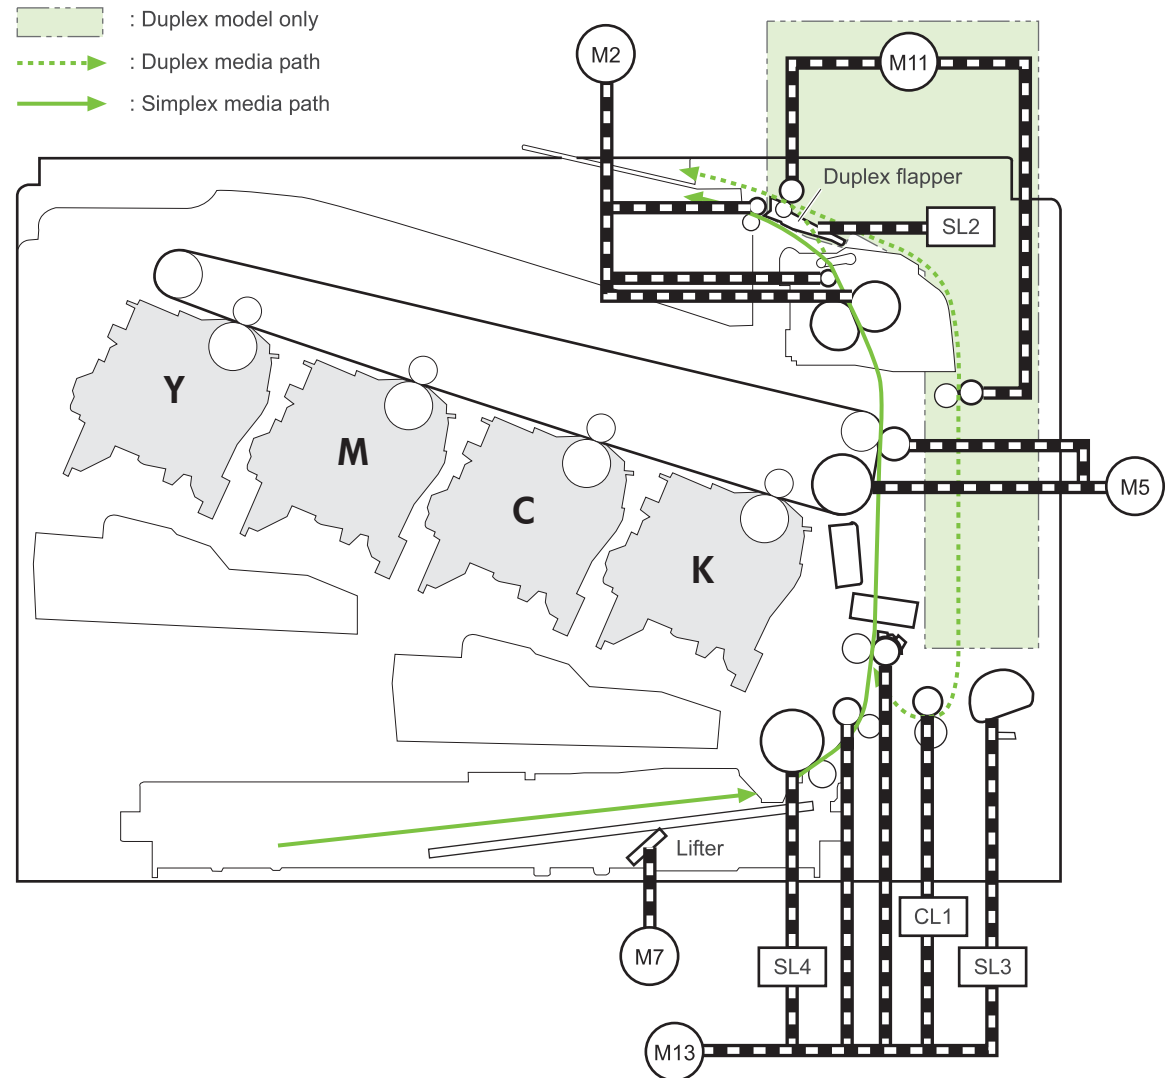 : Duplex model only
: Duplex media path
: Simplex media path
M2
M11
Duplex flapper
SL2
Y
M
C
K
M5
Lifter
CL1
M7
SL4
SL3
M13